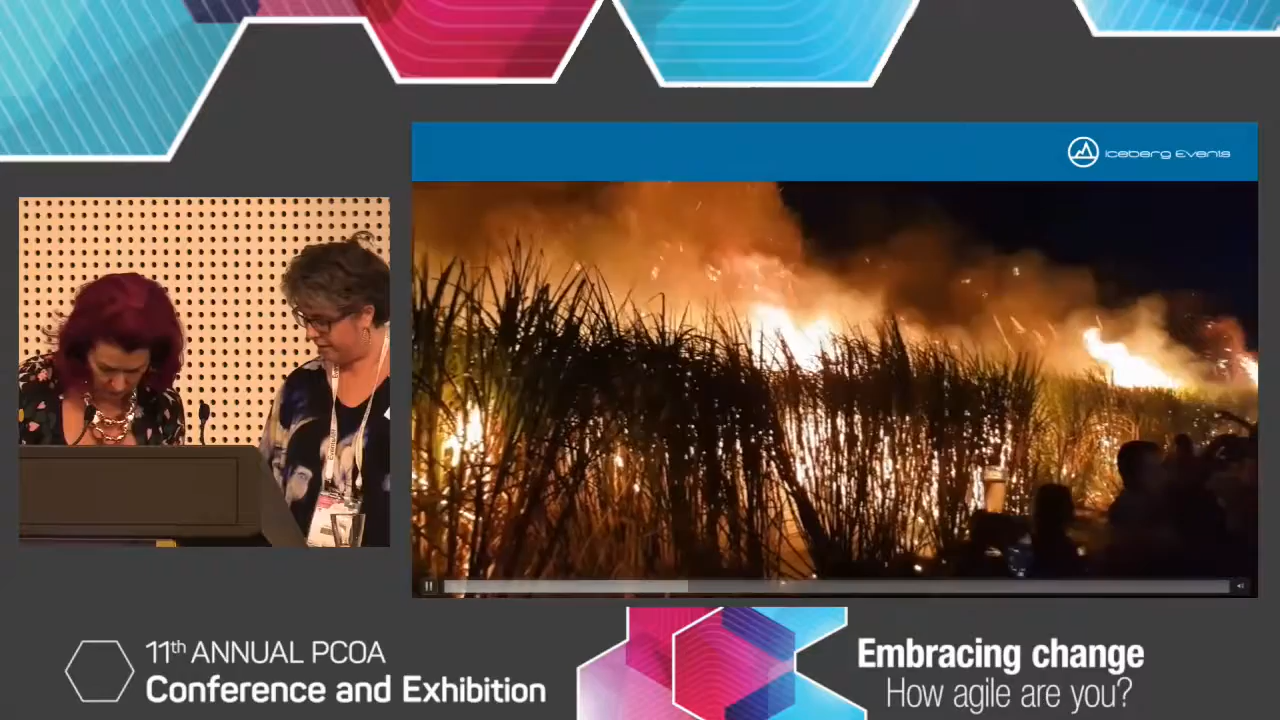 Iceberg Events
11th ANNUAL PCOA
Conference and Exhibition
Embracing change
How agile are you?